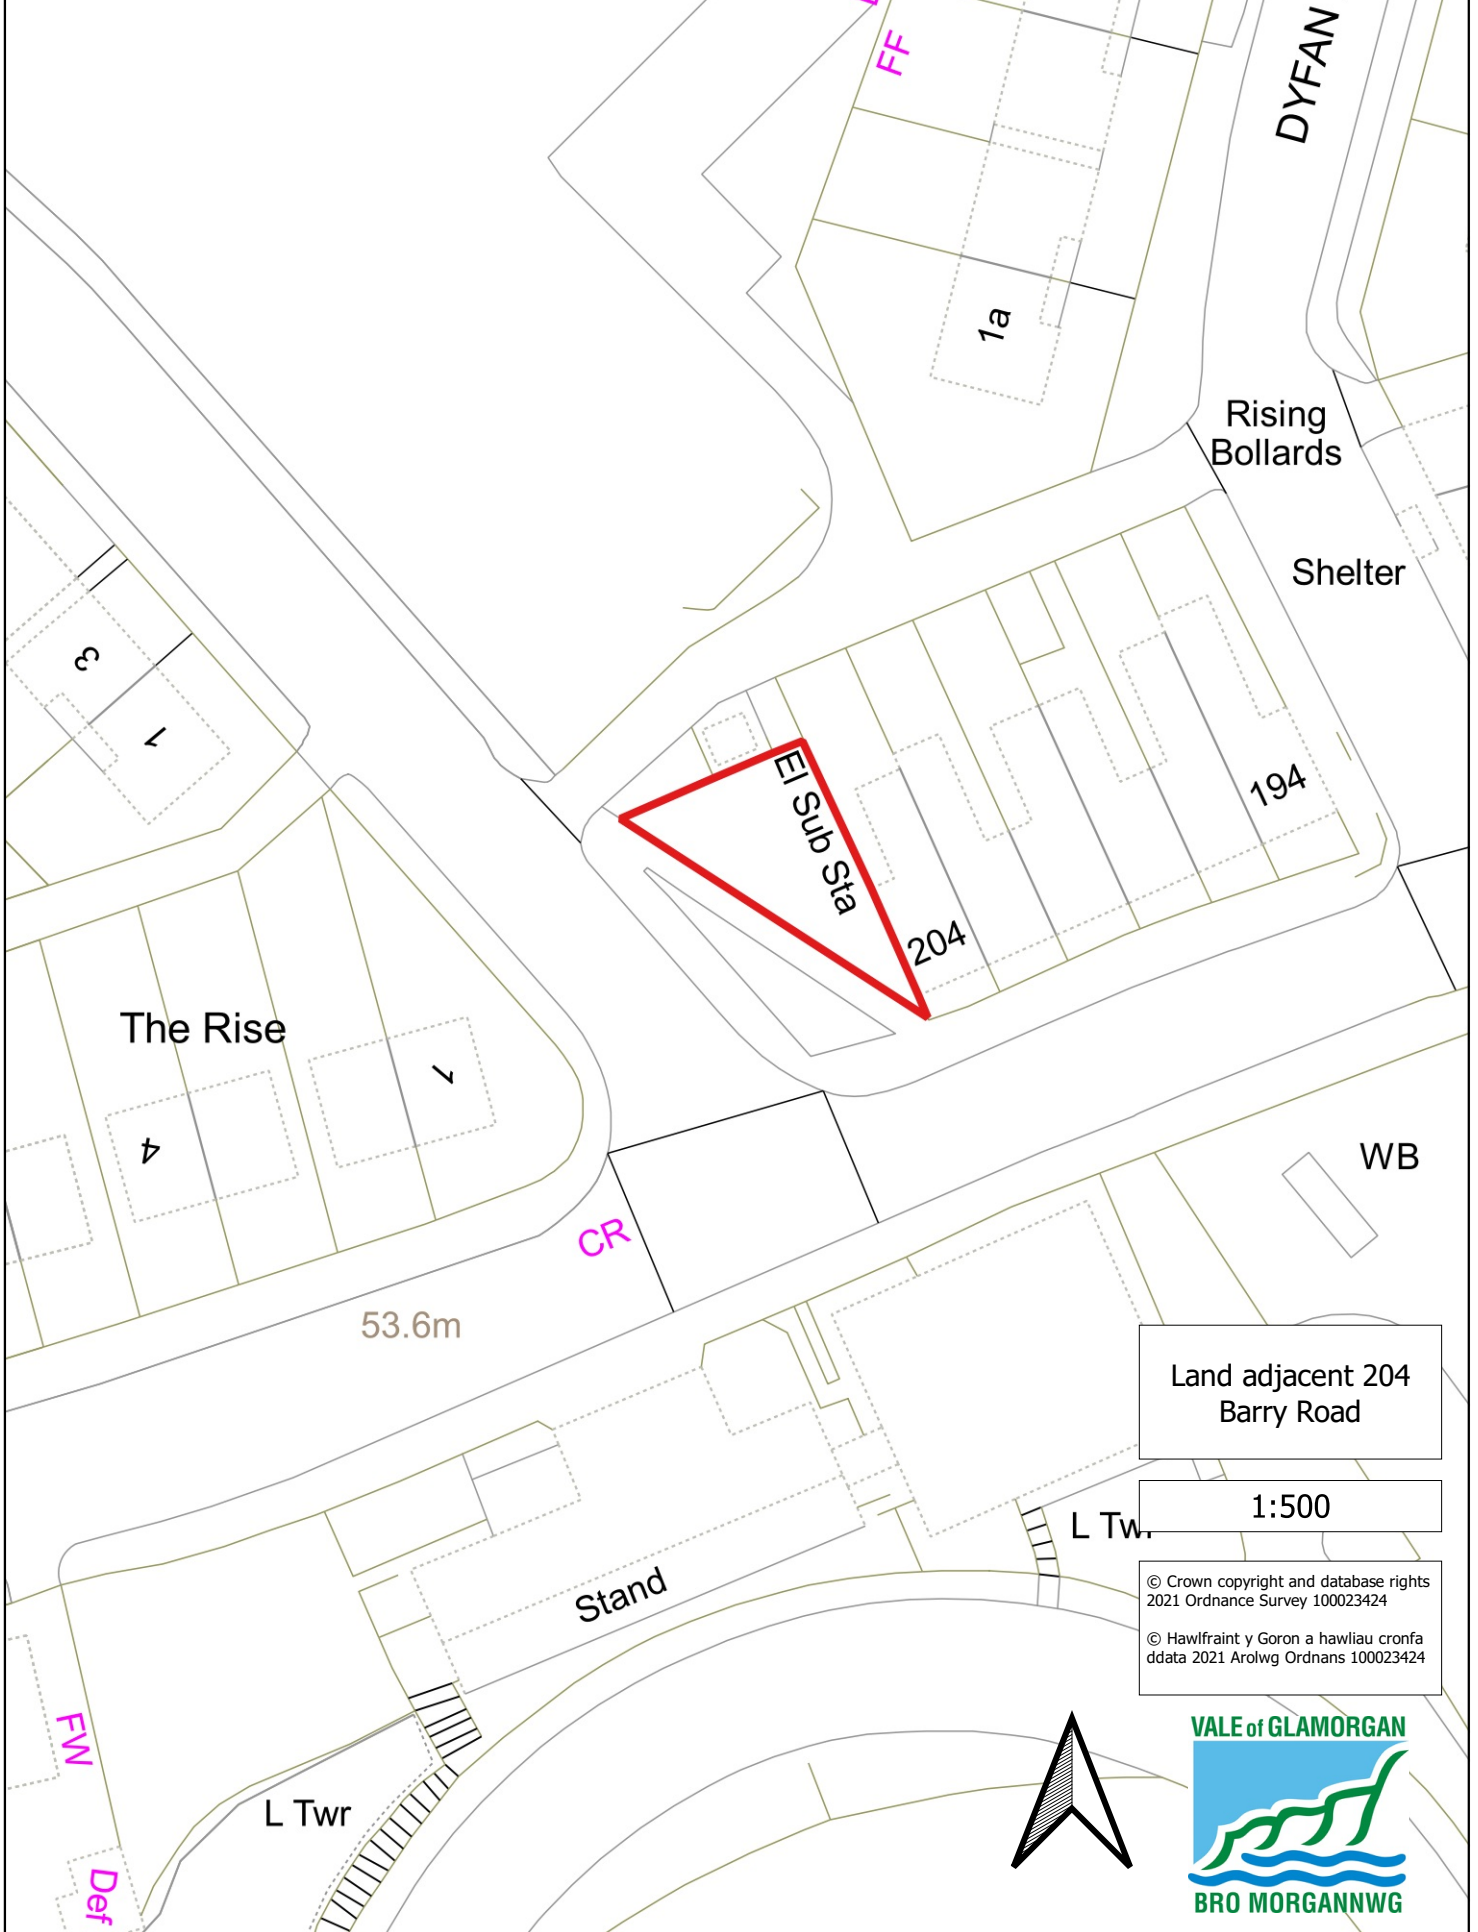 FF
DYFAN
1a
Rising
Bollards
Shelter
3
1
El Sub Sta
194
204
The Rise
1
4
WB
CR
53.6m
Land adjacent 204
Barry Road
1:500
L Twr
Stand
© Crown copyright and database rights
2021 Ordnance Survey 100023424
© Hawlfraint y Goron a hawliau cronfa
ddata 2021 Arolwg Ordnans 100023424
FW
L Twr
Def
VALE of GLAMORGAN
BRO MORGANNWG